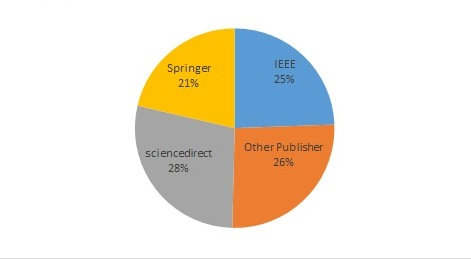 IEEE
25%
Other Publisher
26%
sciencedirect
28%
Springer
21%